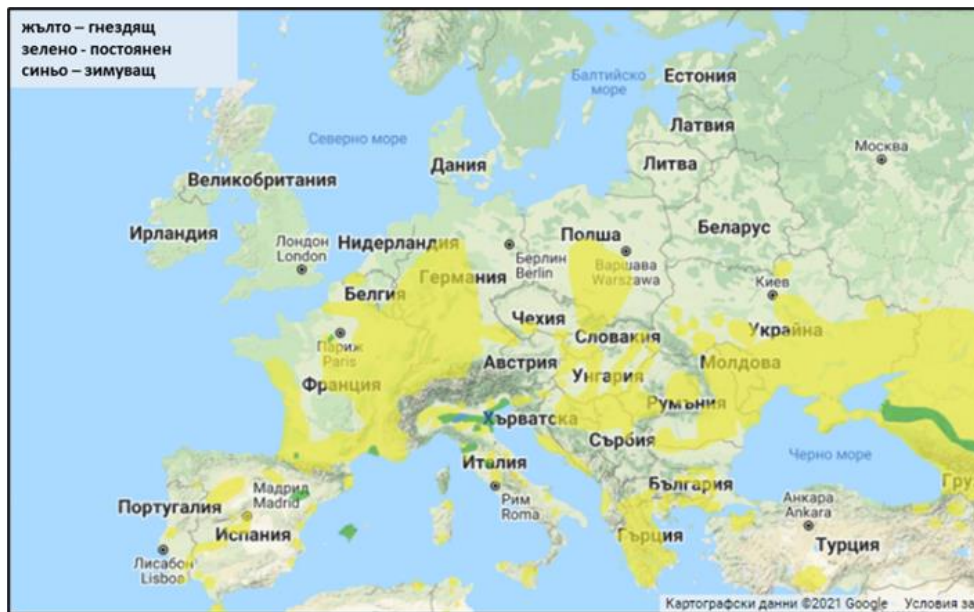 жълто – гнездящ
зелено - постоянен
синьо – зимуващ
Балтийско
море
Естония
Северно море
Латвия
Москва
Дания
Литва
Великобритания
Ирландия
Беларус
Нидерландия
Полша
Лондон
London
Берлин
Berlin
Варшава
Warszawa
Германия
Белгия
Киев
Чехия
Украйна
Париж
Paris
Словакия
Австрия
Молдова
Франция
Унгария
Румъния
Хърватска
Сърбия
Черно море
Италия
Гру
Мадрид
Madrid
България
Португалия
Рим
Roma
Анкара
Ankara
Испания
Гърция
Турция
Лисабон
Lisboa
Картографски данни ©2021 Google
Условия за